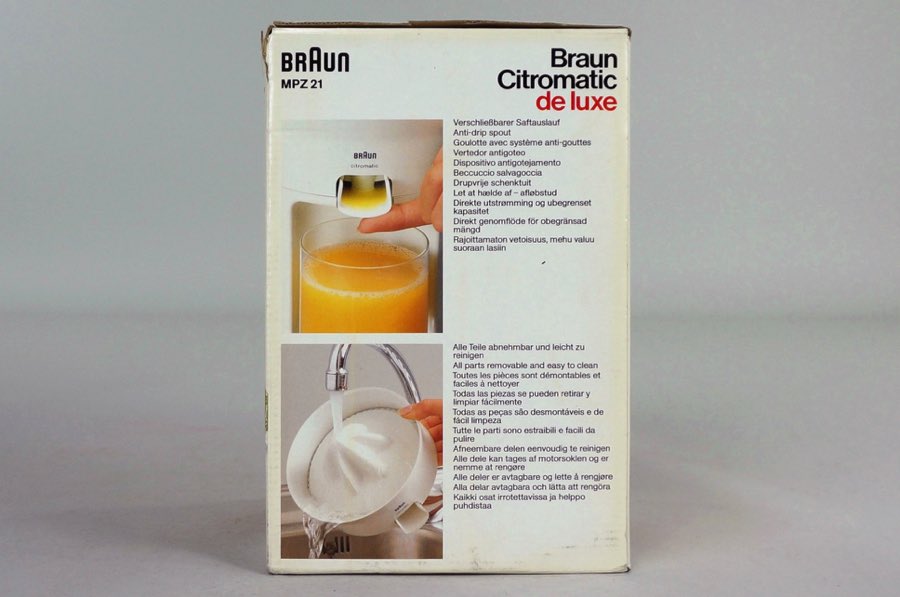 BRAUN
MPZ 21
Braun
Citromatic
de luxe
BRAUN
citromatic
Verschließbarer Saftauslauf
Anti-drip spout
Goulotte avec système anti-gouttes
Vertedor antigoteo
Dispositivo antigotejamento
Beccuccio salvagoccia
Drupvrije schenktuit
Let at hælde af – afløbstud
Direkte utstrømming og ubegrenset
kapasitet
Direkt genomflöde för obegränsad
mängd
Rajoittamaton vetoisuus, mehu valuu
suoraan lasiin
Alle Teile abnehmbar und leicht zu
reinigen
All parts removable and easy to clean
Toutes les pièces sont démontables et
faciles à nettoyer
Todas las piezas se pueden retirar y
limpiar fácilmente
Todas as peças são desmontáveis e de
fácil limpeza
Tutte le parti sono estraibili e facili da
pulire
Afneembare delen eenvoudig te reinigen
Alle dele kan tages af motorsoklen og er
nemme at rengøre
Alle deler er avtagbare og lette å rengjøre
Alla delar avtagbara och lätta att rengöra
Kaikki osat irrotettavissa ja helppo
puhdistaa